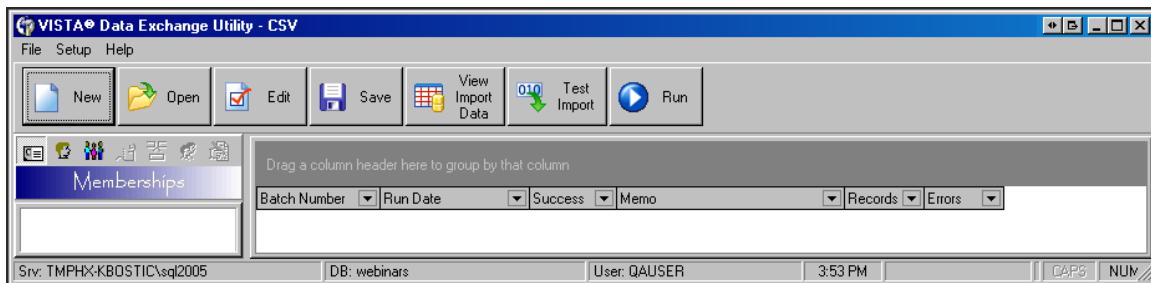 VISTA® Data Exchange Utility - CSV
File Setup Help
New Open Edit Save View Import Data 010 Test Import Run
Memberships
Drag a column header here to group by that column
Batch Number Run Date Success Memo Records Errors
Srv: TMPHX-KBOSTIC\sql2005 DB: webinars User: QAUSER 3:53 PM CAPS NUM